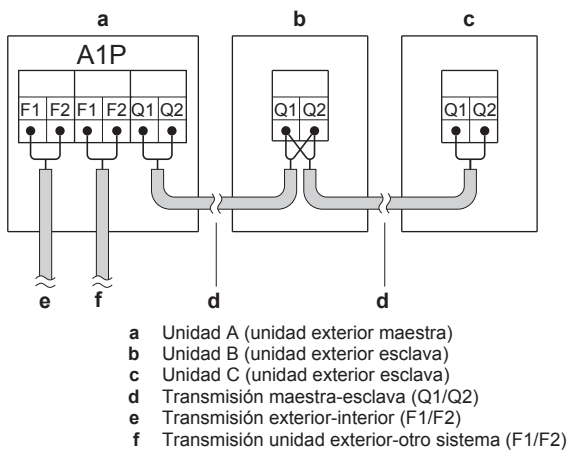 a b c
A1P
F1 F2 F1 F2 Q1 Q2 Q1 Q2 Q1 Q2
e f d d
a Unidad A (unidad exterior maestra)
b Unidad B (unidad exterior esclava)
c Unidad C (unidad exterior esclava)
d Transmisión maestra-esclava (Q1/Q2)
e Transmisión exterior-interior (F1/F2)
f Transmisión unidad exterior-otro sistema (F1/F2)